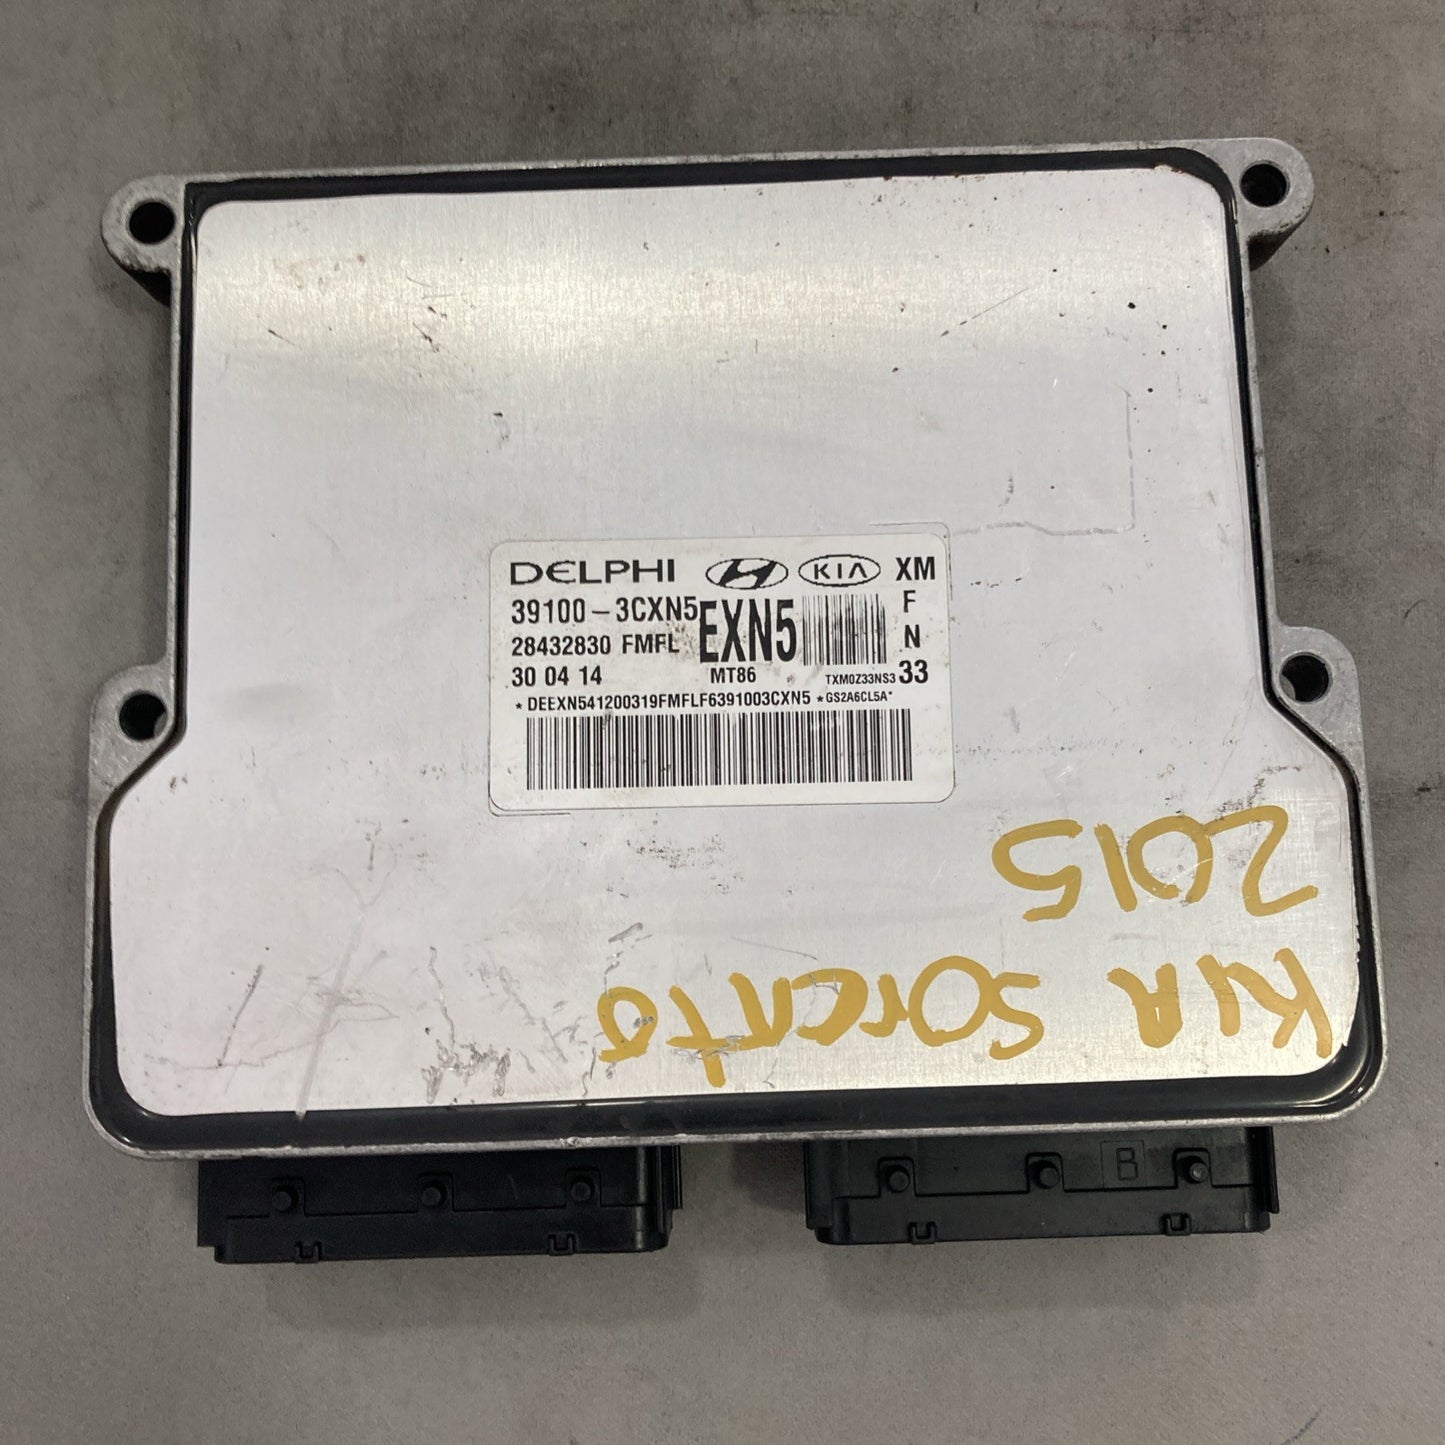 DELPHI KIA XM
39100-3CXN5 EXN5 F
28432830 FMFL N
30 04 14 MT86 TXM0Z33NS3 33
*DEEXN541200319FMFLF6391003CXN5*GS2A6CL5A*
KIA Sorento
2015
B